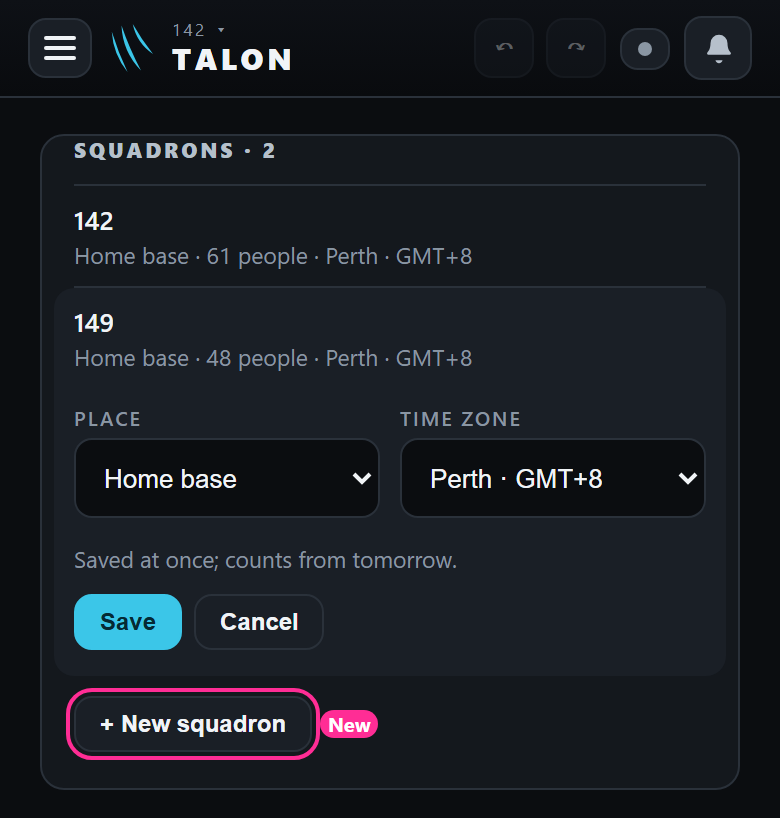 142 ▾
TALON
SQUADRONS · 2
142
Home base · 61 people · Perth · GMT+8
149
Home base · 48 people · Perth · GMT+8
PLACE
TIME ZONE
Home base
Perth · GMT+8
Saved at once; counts from tomorrow.
Save
Cancel
+ New squadron
New